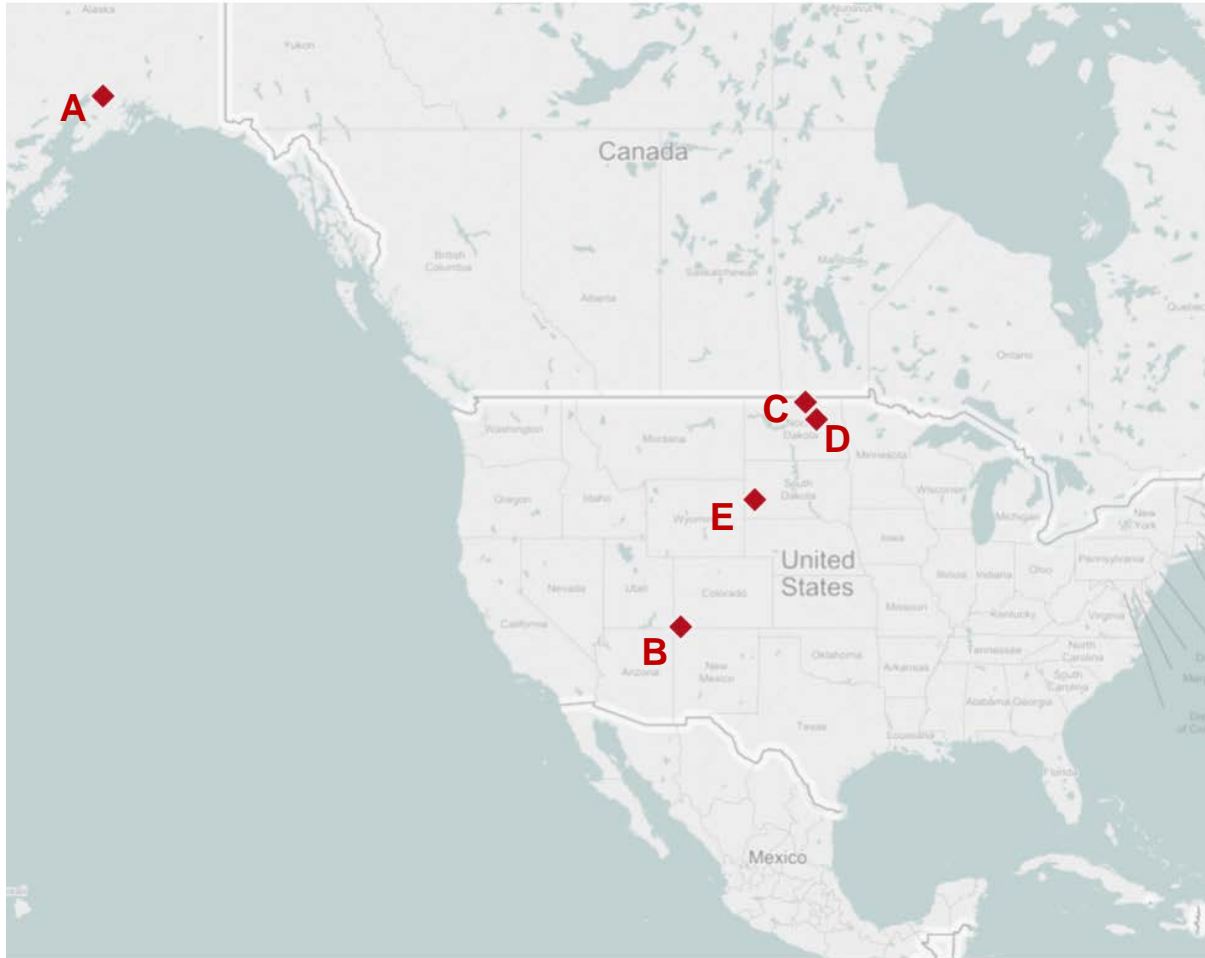 Alaska
Nunavut
Yukon
A
Canada
British
Columbia
Manitoba
Saskatchewan
Alberta
Quebec
Ontario
C
Washington
Montana
North
Dakota
D
Minnesota
Oregon
Idaho
South
Dakota
Wisconsin
E
Wyoming
Michigan
New
York
Iowa
United
States
Pennsylvania
Nevada
Utah
Colorado
Illinois
Indiana
Ohio
Missouri
California
Kentucky
Virginia
B
Arizona
New
Mexico
Oklahoma
Arkansas
Tennessee
North
Carolina
South
Carolina
Alabama
Georgia
Texas
Louisiana
Florida
Mexico